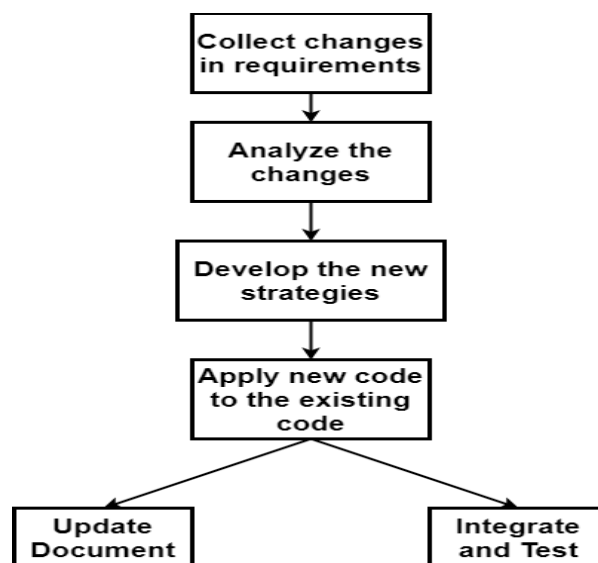 Collect changes
in requirements
Analyze the
changes
Develop the new
strategies
Apply new code
to the existing
code
Update
Document
Integrate
and Test